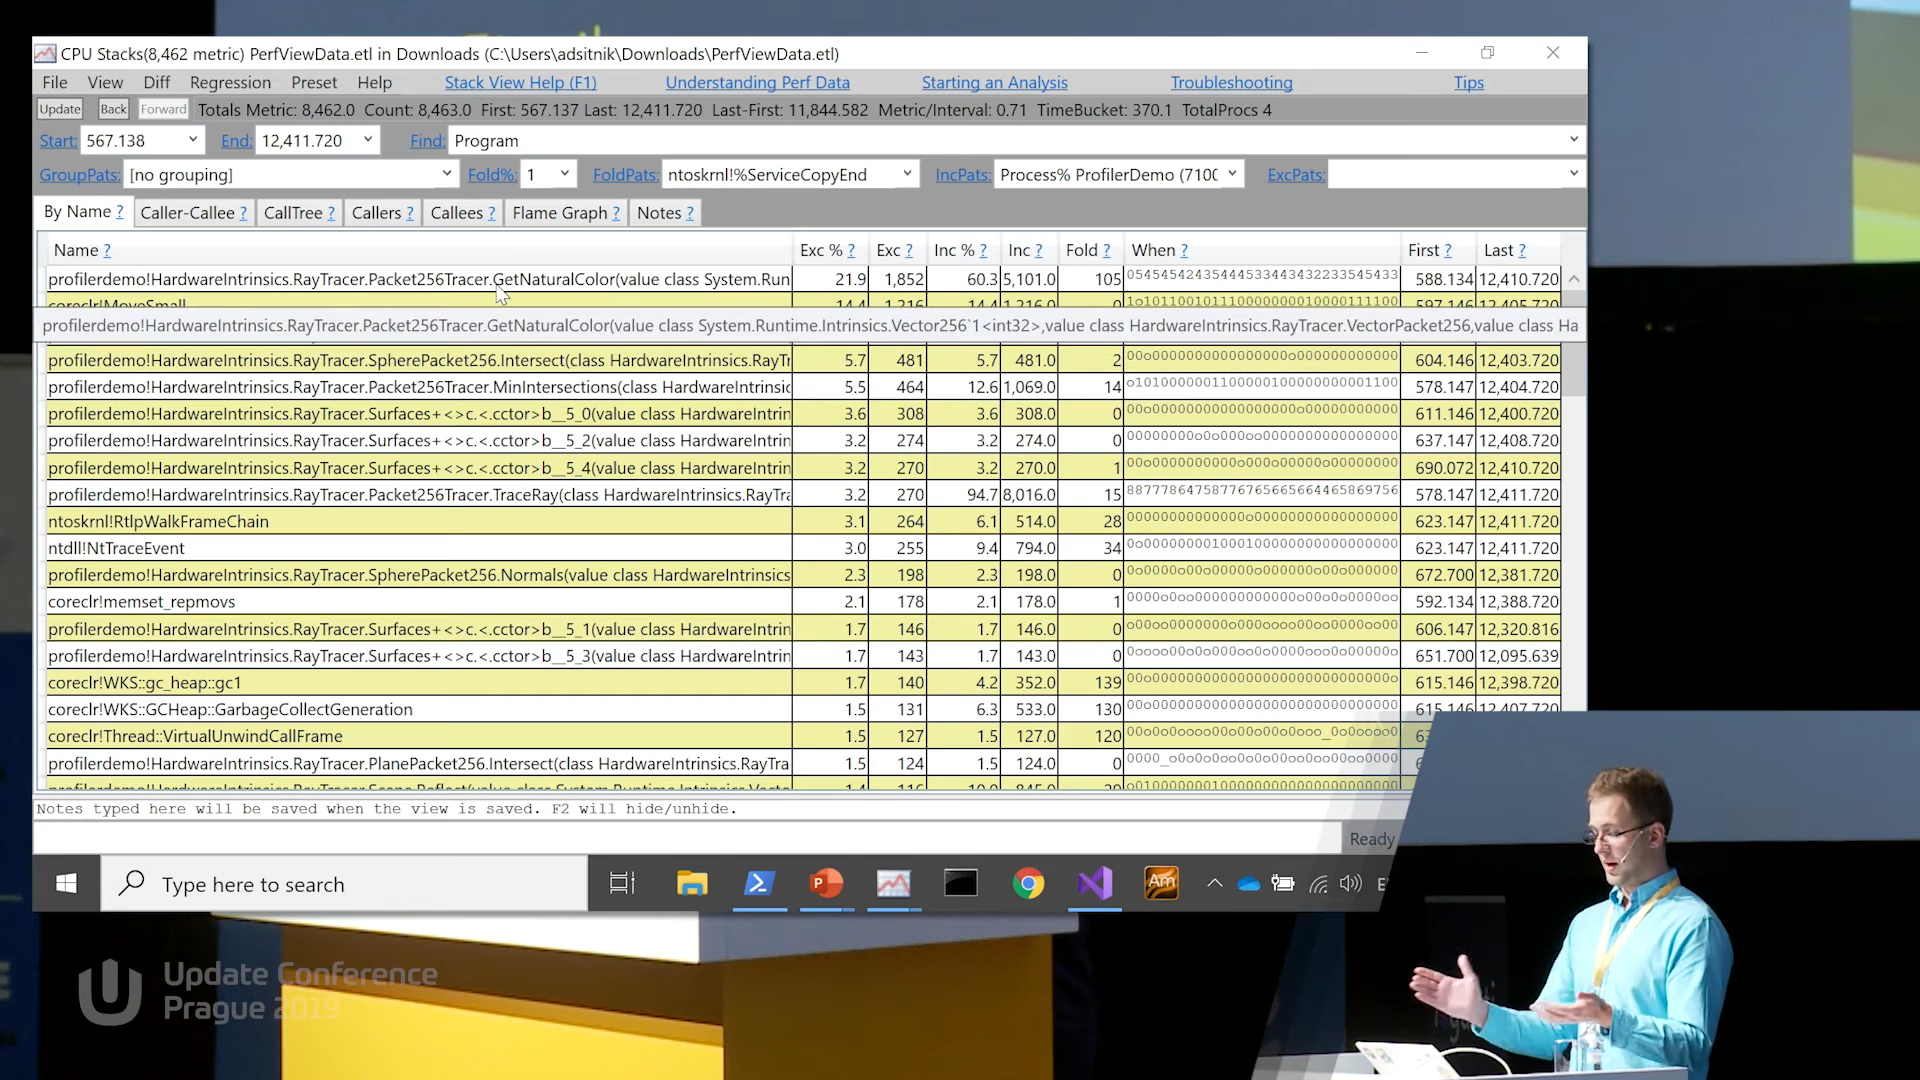 CPU Stacks(8,462 metric) PerfViewData.etl in Downloads (C:\Users\adsitnik\Downloads\PerfViewData.etl)
File View Diff Regression Preset Help Stack View Help (F1) Understanding Perf Data Starting an Analysis Troubleshooting Tips
Update Back Forward Totals Metric: 8,462.0 Count: 8,463.0 First: 567.137 Last: 12,411.720 Last-First: 11,844.582 Metric/Interval: 0.71 TimeBucket: 370.1 TotalProcs 4
Start: 567.138 End: 12,411.720 Find: Program
GroupPats: [no grouping] Fold%: 1 FoldPats: ntoskrnl!%ServiceCopyEnd IncPats: Process% ProfilerDemo (710 ExcPats:
By Name ? Caller-Callee ? CallTree ? Callers ? Callees ? Flame Graph ? Notes ?
Name ? Exc % ? Exc ? Inc % ? Inc ? Fold ? When ? First ? Last ?
profilerdemo!HardwareIntrinsics.RayTracer.Packet256Tracer.GetNaturalColor(value class System.Run 21.9 1,852 60.3 5,101.0 105 588.134 12,410.720
coreclr!MoveSmall 14.4 1,216 14.4 1,216.0 0 597.146 12,405.720
profilerdemo!HardwareIntrinsics.RayTracer.Packet256Tracer.GetNaturalColor(value class System.Runtime.Intrinsics.Vector256`1<int32>,value class HardwareIntrinsics.RayTracer.VectorPacket256,value class Ha
profilerdemo!HardwareIntrinsics.RayTracer.SpherePacket256.Intersect(class HardwareIntrinsics.RayTr 5.7 481 5.7 481.0 2 604.146 12,403.720
profilerdemo!HardwareIntrinsics.RayTracer.Packet256Tracer.MinIntersections(class HardwareIntrinsic 5.5 464 12.6 1,069.0 14 578.147 12,404.720
profilerdemo!HardwareIntrinsics.RayTracer.Surfaces+<>c.<.cctor>b__5_0(value class HardwareIntrin 3.6 308 3.6 308.0 0 611.146 12,400.720
profilerdemo!HardwareIntrinsics.RayTracer.Surfaces+<>c.<.cctor>b__5_2(value class HardwareIntrin 3.2 274 3.2 274.0 0 637.147 12,408.720
profilerdemo!HardwareIntrinsics.RayTracer.Surfaces+<>c.<.cctor>b__5_4(value class HardwareIntrin 3.2 270 3.2 270.0 1 690.072 12,410.720
profilerdemo!HardwareIntrinsics.RayTracer.Packet256Tracer.TraceRay(class HardwareIntrinsics.RayTra 3.2 270 94.7 8,016.0 15 578.147 12,411.720
ntoskrnl!RtlpWalkFrameChain 3.1 264 6.1 514.0 28 623.147 12,411.720
ntdll!NtTraceEvent 3.0 255 9.4 794.0 34 623.147 12,411.720
profilerdemo!HardwareIntrinsics.RayTracer.SpherePacket256.Normals(value class HardwareIntrinsics 2.3 198 2.3 198.0 0 672.700 12,381.720
coreclr!memset_repmovs 2.1 178 2.1 178.0 1 592.134 12,388.720
profilerdemo!HardwareIntrinsics.RayTracer.Surfaces+<>c.<.cctor>b__5_1(value class HardwareIntrin 1.7 146 1.7 146.0 0 606.147 12,320.816
profilerdemo!HardwareIntrinsics.RayTracer.Surfaces+<>c.<.cctor>b__5_3(value class HardwareIntrin 1.7 143 1.7 143.0 0 651.700 12,095.639
coreclr!WKS::gc_heap::gc1 1.7 140 4.2 352.0 139 615.146 12,398.720
coreclr!WKS::GCHeap::GarbageCollectGeneration 1.5 131 6.3 533.0 130 615.146 12,407.720
coreclr!Thread::VirtualUnwindCallFrame 1.5 127 1.5 127.0 120
profilerdemo!HardwareIntrinsics.RayTracer.PlanePacket256.Intersect(class HardwareIntrinsics.RayTra 1.5 124 1.5 124.0 0
Notes typed here will be saved when the view is saved. F2 will hide/unhide.
Ready
Type here to search
Am
Update Conference
Prague 2019